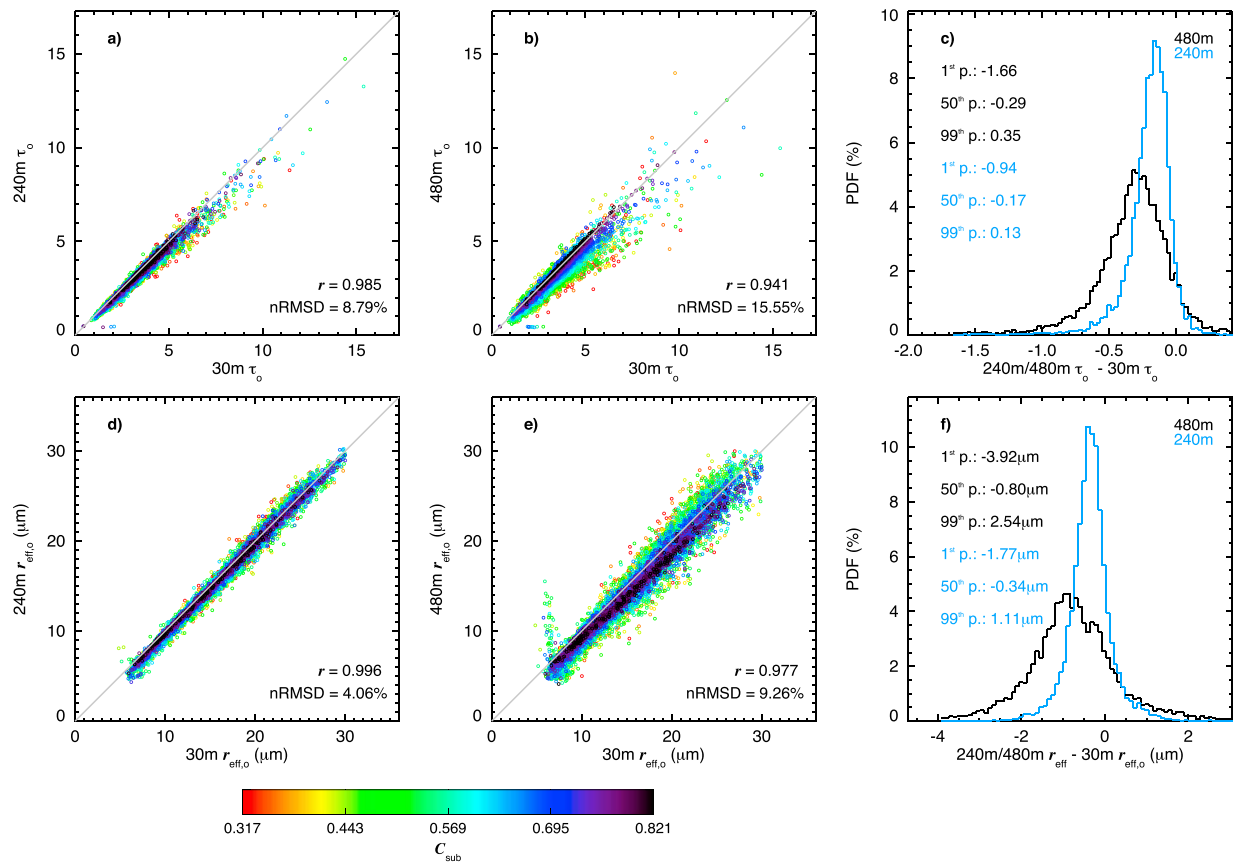 a)
15
10
5
0
240m τo
r = 0.985
nRMSD = 8.79%
0 5 10 15
30m τo
b)
15
10
5
0
480m τo
r = 0.941
nRMSD = 15.55%
0 5 10 15
30m τo
c)
480m
240m
1st p.: -1.66
50th p.: -0.29
99th p.: 0.35
1st p.: -0.94
50th p.: -0.17
99th p.: 0.13
10
8
6
4
2
0
PDF (%)
-2.0 -1.5 -1.0 -0.5 0.0
240m/480m τo - 30m τo
d)
30
20
10
0
240m reff,o (μm)
r = 0.996
nRMSD = 4.06%
0 10 20 30
30m reff,o (μm)
e)
30
20
10
0
480m reff,o (μm)
r = 0.977
nRMSD = 9.26%
0 10 20 30
30m reff,o (μm)
f)
480m
240m
1st p.: -3.92μm
50th p.: -0.80μm
99th p.: 2.54μm
1st p.: -1.77μm
50th p.: -0.34μm
99th p.: 1.11μm
10
8
6
4
2
0
PDF (%)
-4 -2 0 2
240m/480m reff - 30m reff,o (μm)
0.317 0.443 0.569 0.695 0.821
Csub